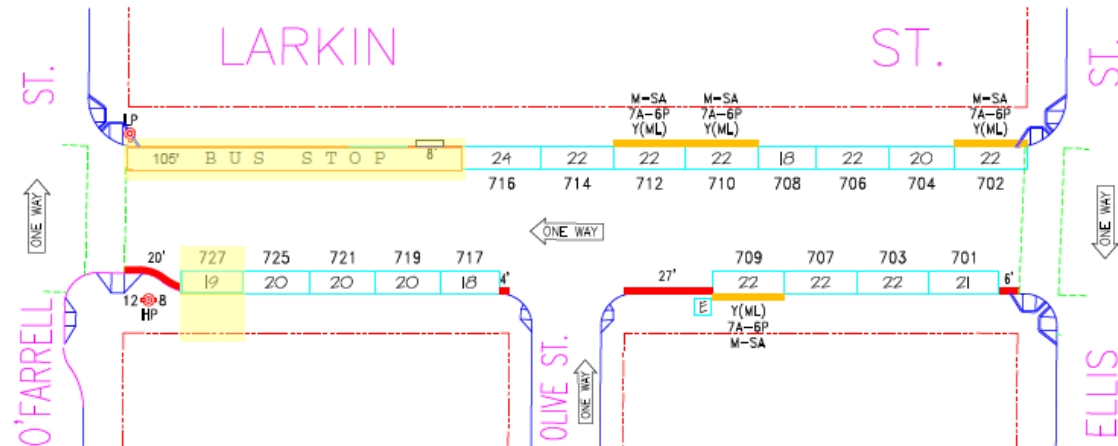 LARKIN ST.
ST.
ST.
LP
M-SA M-SA M-SA
7A-6P 7A-6P 7A-6P
Y(ML) Y(ML) Y(ML)
105' BUS STOP 8' 24 22 22 22 18 22 20 22
716 714 712 710 708 706 704 702
ONE WAY
ONE WAY
ONE WAY
20' 727 725 721 719 717 27' 709 707 703 701
19 20 20 20 18 4' 22 22 22 21 6'
12 8
HP
E
Y(ML)
7A-6P
M-SA
O'FARRELL
OLIVE ST.
ONE WAY
ELLIS